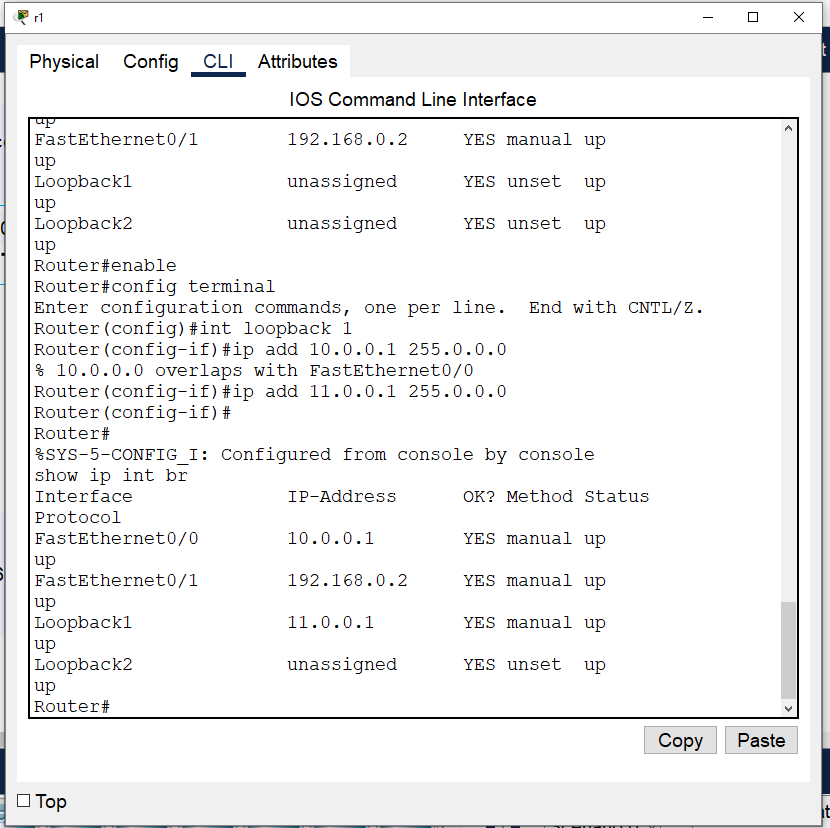 r1
Physical Config CLI Attributes
IOS Command Line Interface
up
FastEthernet0/1 192.168.0.2 YES manual up
up
Loopback1 unassigned YES unset up
up
Loopback2 unassigned YES unset up
up
Router#enable
Router#config terminal
Enter configuration commands, one per line. End with CNTL/Z.
Router(config)#int loopback 1
Router(config-if)#ip add 10.0.0.1 255.0.0.0
% 10.0.0.0 overlaps with FastEthernet0/0
Router(config-if)#ip add 11.0.0.1 255.0.0.0
Router(config-if)#
Router#
%SYS-5-CONFIG_I: Configured from console by console
show ip int br
Interface IP-Address OK? Method Status
Protocol
FastEthernet0/0 10.0.0.1 YES manual up
up
FastEthernet0/1 192.168.0.2 YES manual up
up
Loopback1 11.0.0.1 YES manual up
up
Loopback2 unassigned YES unset up
up
Router#
Copy Paste
Top